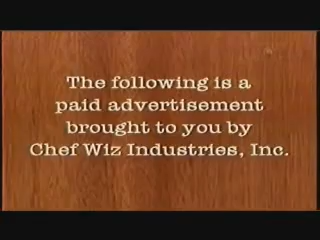 The following is a
paid advertisement
brought to you by
Chef Wiz Industries, Inc.